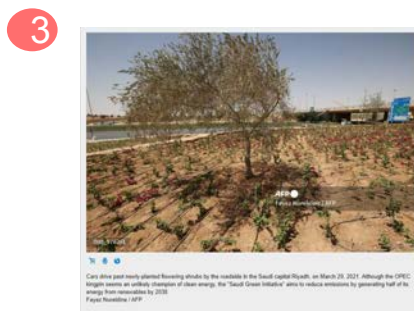 3
AFP
Fayez Nureldine / AFP
Cars drive past newly-planted flowering shrubs by the roadside in the Saudi capital Riyadh, on March 29, 2021. Although the OPEC
kingpin seems an unlikely champion of clean energy, the "Saudi Green Initiative" aims to reduce emissions by generating half of its
energy from renewables by 2030
Fayez Nureldine / AFP